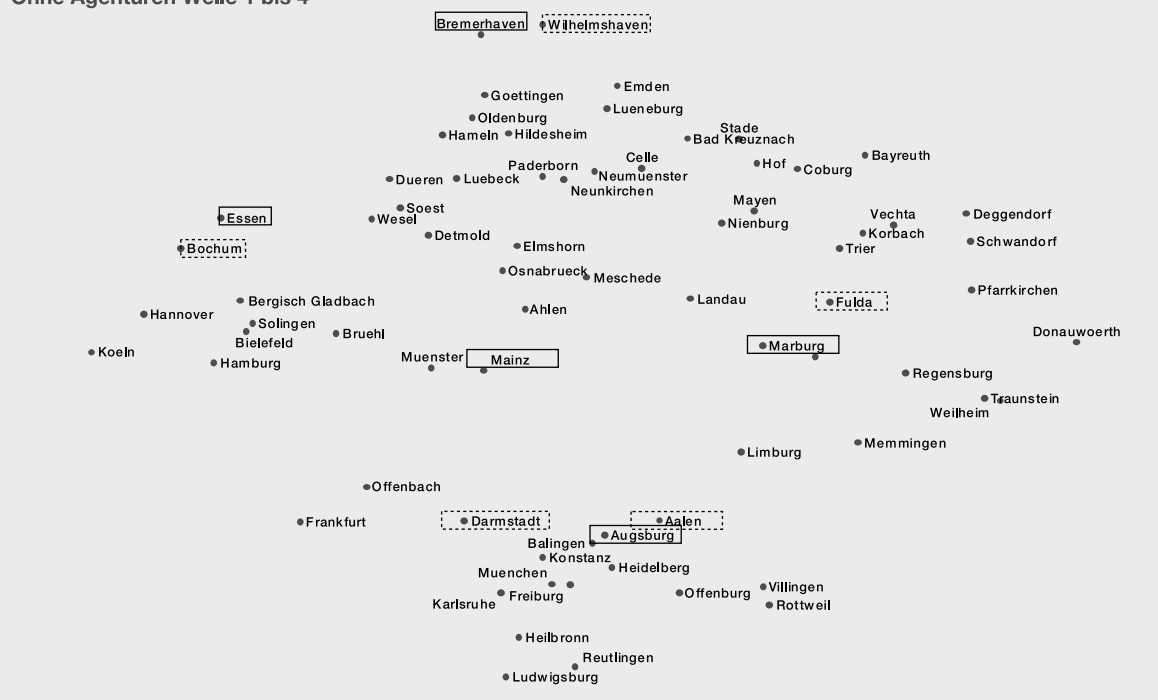 Ohne Agenturen Welle 1 bis 4
Bremerhaven
Wilhelmshaven
Emden
Goettingen
Lueneburg
Oldenburg
Stade
Hameln
Hildesheim
Bad Kreuznach
Bayreuth
Celle
Paderborn
Hof
Coburg
Dueren
Luebeck
Neumuenster
Neunkirchen
Mayen
Soest
Essen
Wesel
Nienburg
Vechta
Deggendorf
Korbach
Detmold
Schwandorf
Bochum
Elmshorn
Trier
Osnabrueck
Meschede
Pfarrkirchen
Bergisch Gladbach
Landau
Fulda
Hannover
Ahlen
Solingen
Bruehl
Donauwoerth
Bielefeld
Marburg
Koeln
Muenster
Mainz
Hamburg
Regensburg
Traunstein
Weilheim
Memmingen
Limburg
Offenbach
Frankfurt
Darmstadt
Aalen
Augsburg
Balingen
Konstanz
Heidelberg
Muenchen
Villingen
Freiburg
Offenburg
Karlsruhe
Rottweil
Heilbronn
Reutlingen
Ludwigsburg